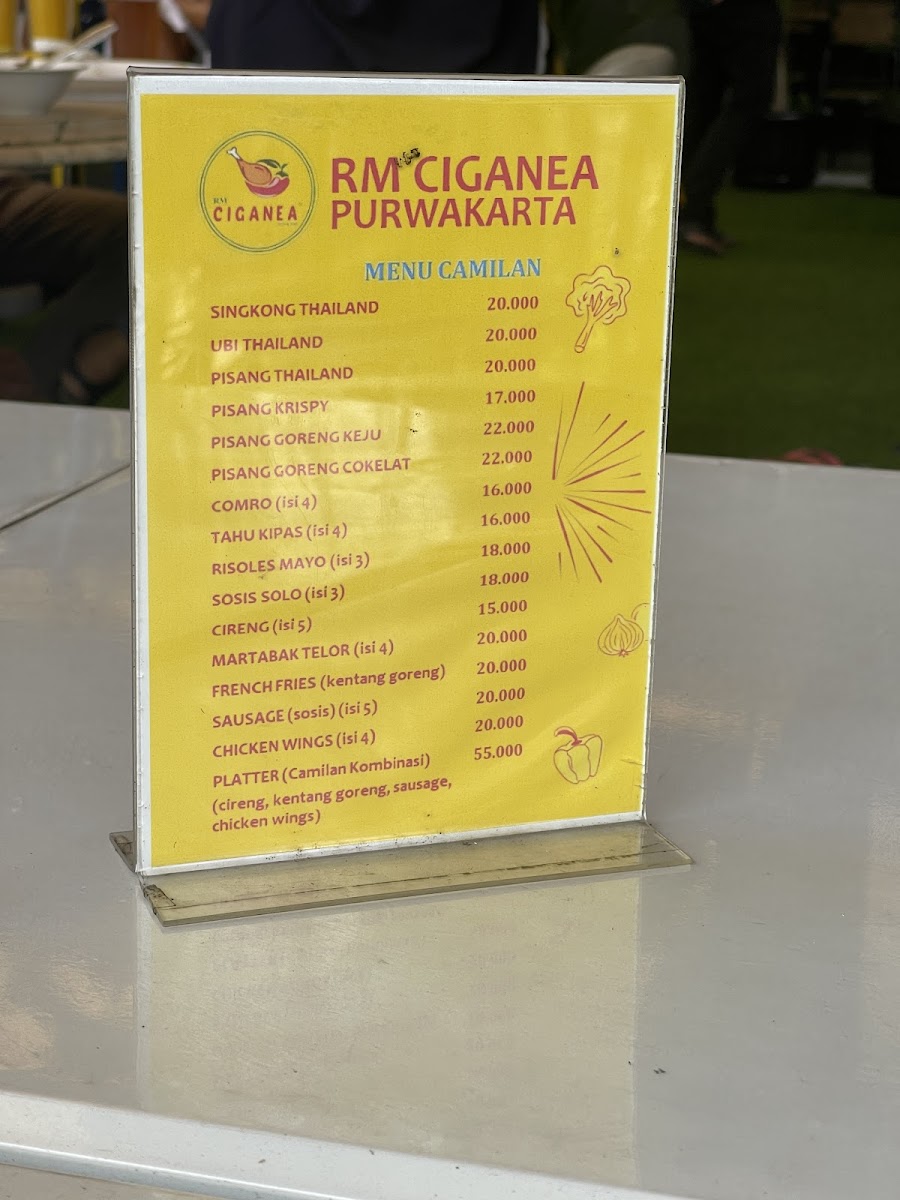 RM
CIGANEA
RM CIGANEA
PURWAKARTA
MENU CAMILAN
SINGKONG THAILAND 20.000
UBI THAILAND 20.000
PISANG THAILAND 20.000
PISANG KRISPY 17.000
PISANG GORENG KEJU 22.000
PISANG GORENG COKELAT 22.000
COMRO (isi 4) 16.000
TAHU KIPAS (isi 4) 16.000
RISOLES MAYO (isi 3) 18.000
SOSIS SOLO (isi 3) 18.000
CIRENG (isi 5) 15.000
MARTABAK TELOR (isi 4) 20.000
FRENCH FRIES (kentang goreng) 20.000
SAUSAGE (sosis) (isi 5) 20.000
CHICKEN WINGS (isi 4) 20.000
PLATTER (Camilan Kombinasi) 55.000
(cireng, kentang goreng, sausage,
chicken wings)